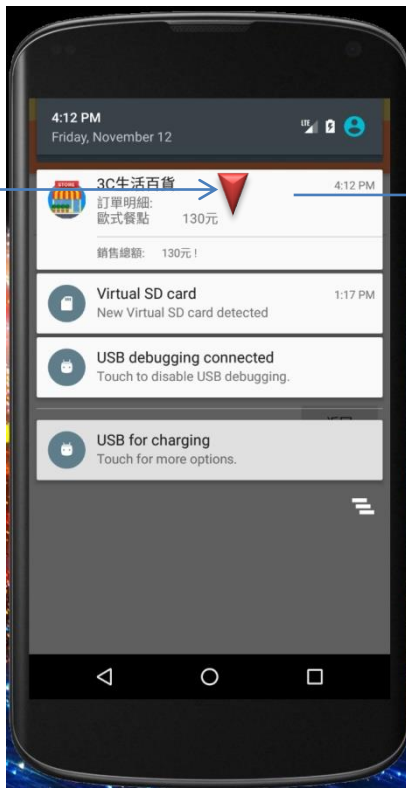 4:12 PM
Friday, November 12
LTE
STORE
3C生活百貨
4:12 PM
訂單明細:
歐式餐點 130元
銷售總額: 130元 !
Virtual SD card
1:17 PM
New Virtual SD card detected
USB debugging connected
Touch to disable USB debugging.
USB for charging
Touch for more options.